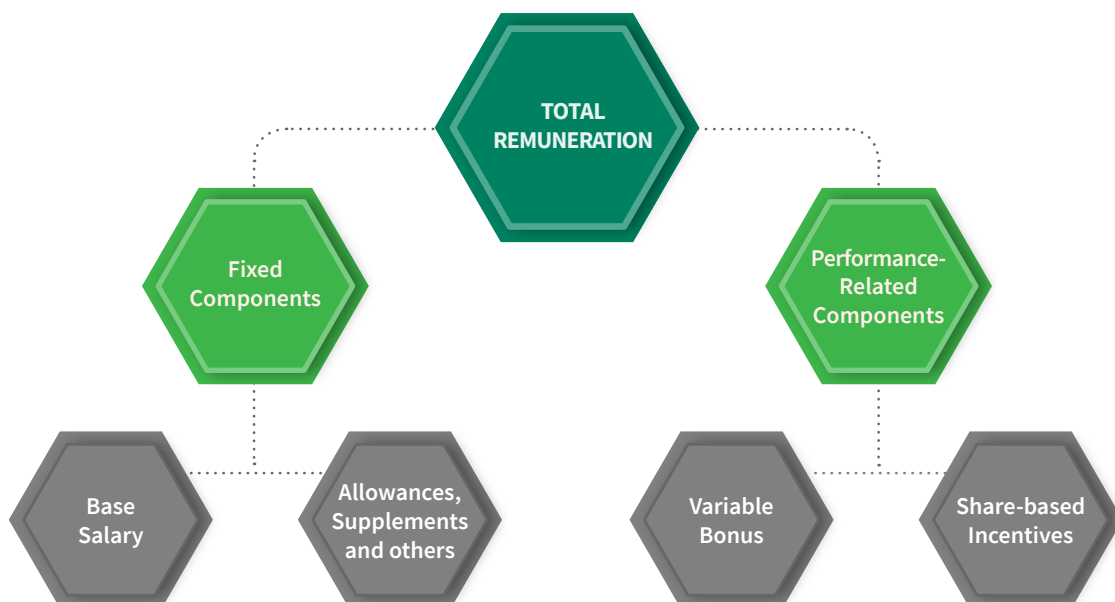 TOTAL
REMUNERATION
Fixed
Components
Performance-
Related
Components
Base
Salary
Allowances,
Supplements
and others
Variable
Bonus
Share-based
Incentives